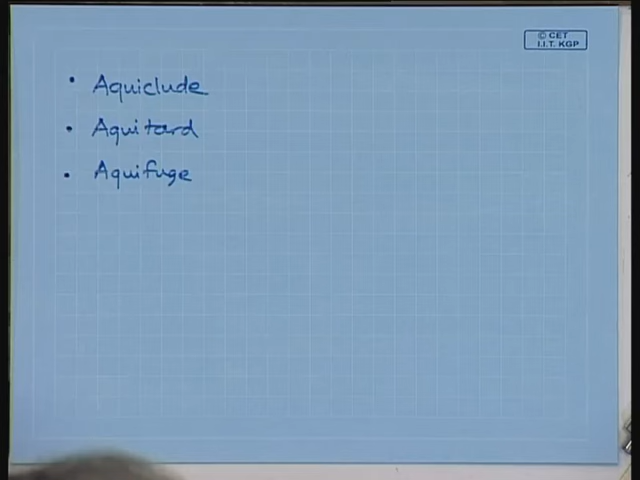 © CET
I.I.T. KGP
• Aquiclude
• Aquitard
• Aquifuge